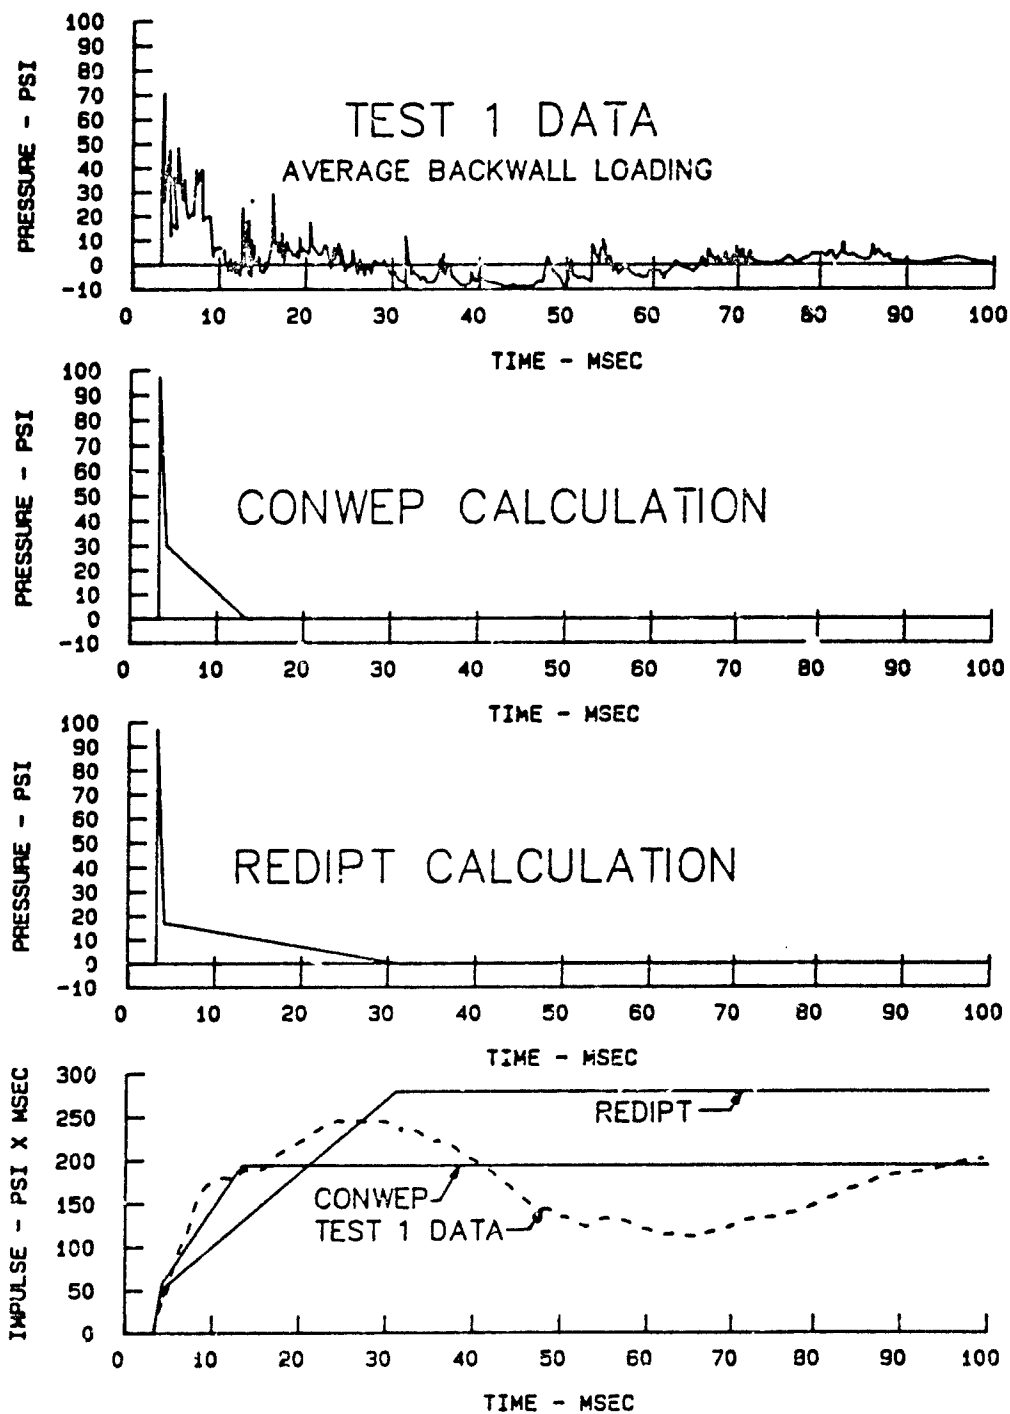 100
90
80
70
60
50
40
30
20
10
0
-10
PRESSURE - PSI
TEST 1 DATA
AVERAGE BACKWALL LOADING
0 10 20 30 40 50 60 70 80 90 100
TIME - MSEC
100
90
80
70
60
50
40
30
20
10
0
-10
PRESSURE - PSI
CONWEP CALCULATION
0 10 20 30 40 50 60 70 80 90 100
TIME - MSEC
100
90
80
70
60
50
40
30
20
10
0
-10
PRESSURE - PSI
REDIPT CALCULATION
0 10 20 30 40 50 60 70 80 90 100
TIME - MSEC
300
250
200
150
100
50
0
IMPULSE - PSI X MSEC
REDIPT
CONWEP
TEST 1 DATA
0 10 20 30 40 50 60 70 80 90 100
TIME - MSEC